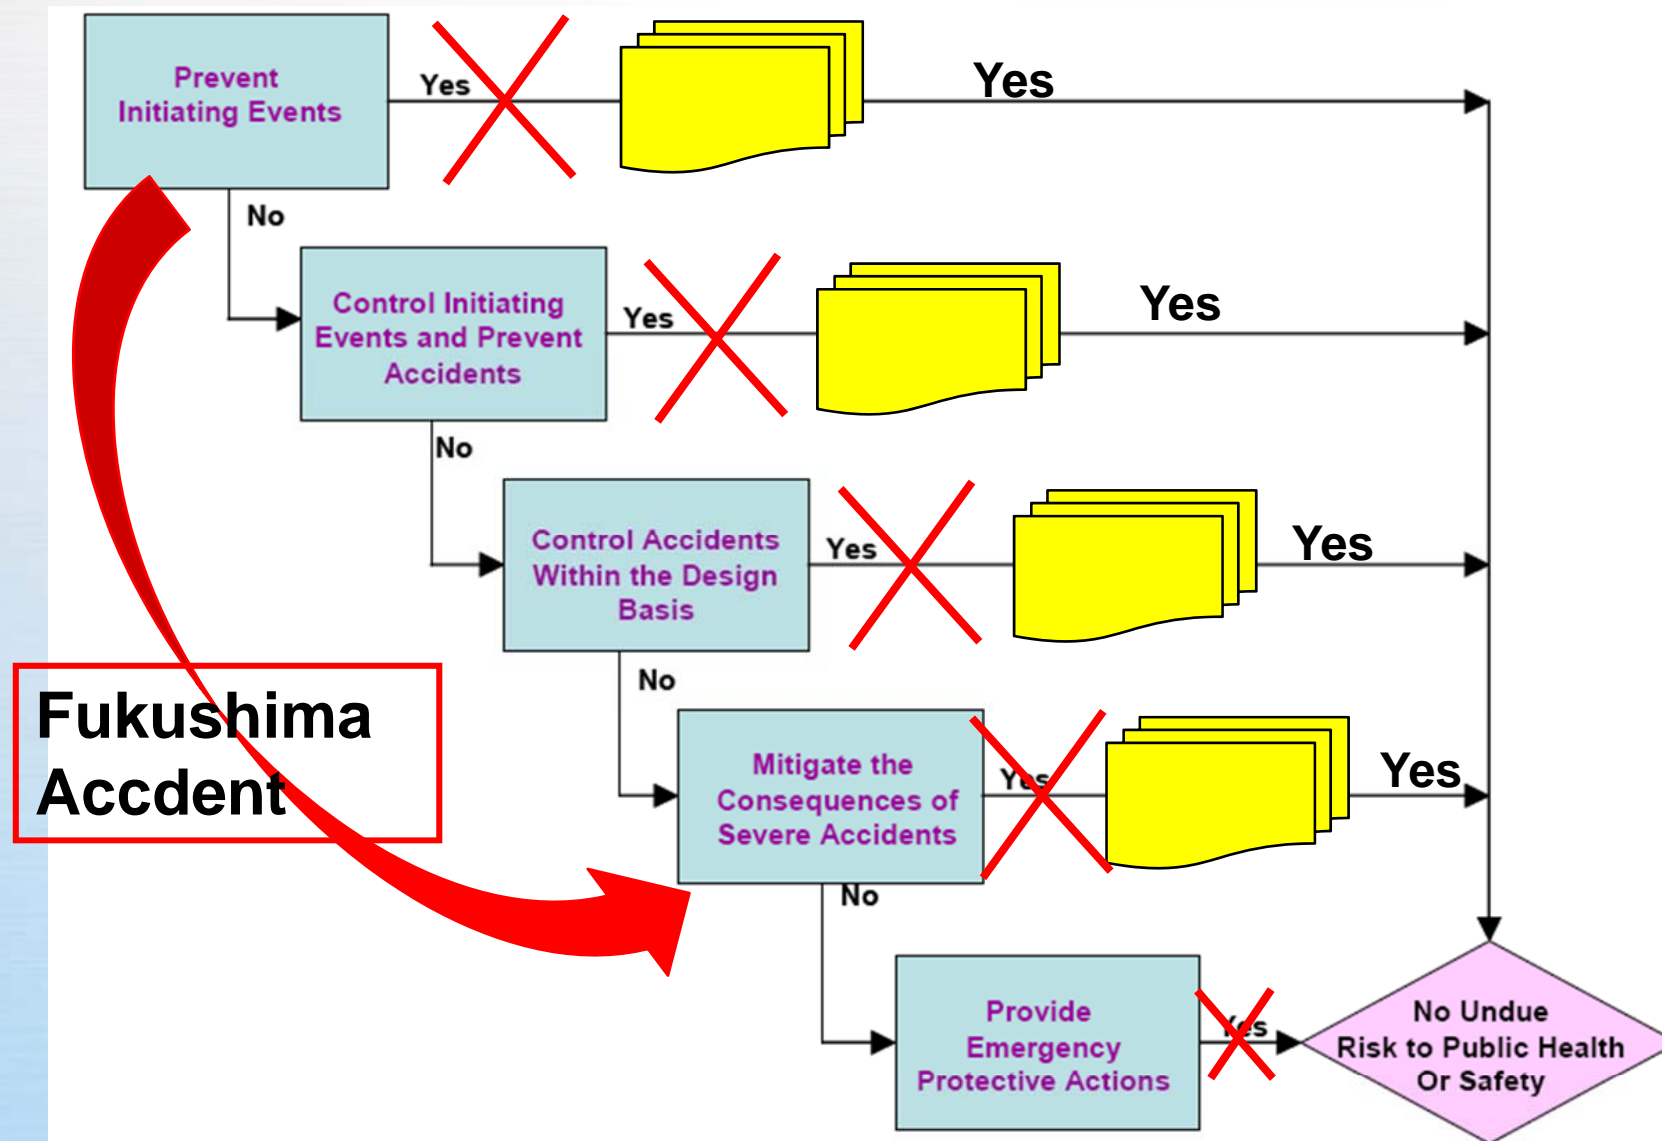 Prevent
Initiating Events
Yes
Yes
No
Control Initiating
Events and Prevent
Accidents
Yes
Yes
No
Control Accidents
Within the Design
Basis
Yes
Yes
No
Fukushima
Accdent
Mitigate the
Consequences of
Severe Accidents
Yes
Yes
No
Provide
Emergency
Protective Actions
Yes
No Undue
Risk to Public Health
Or Safety